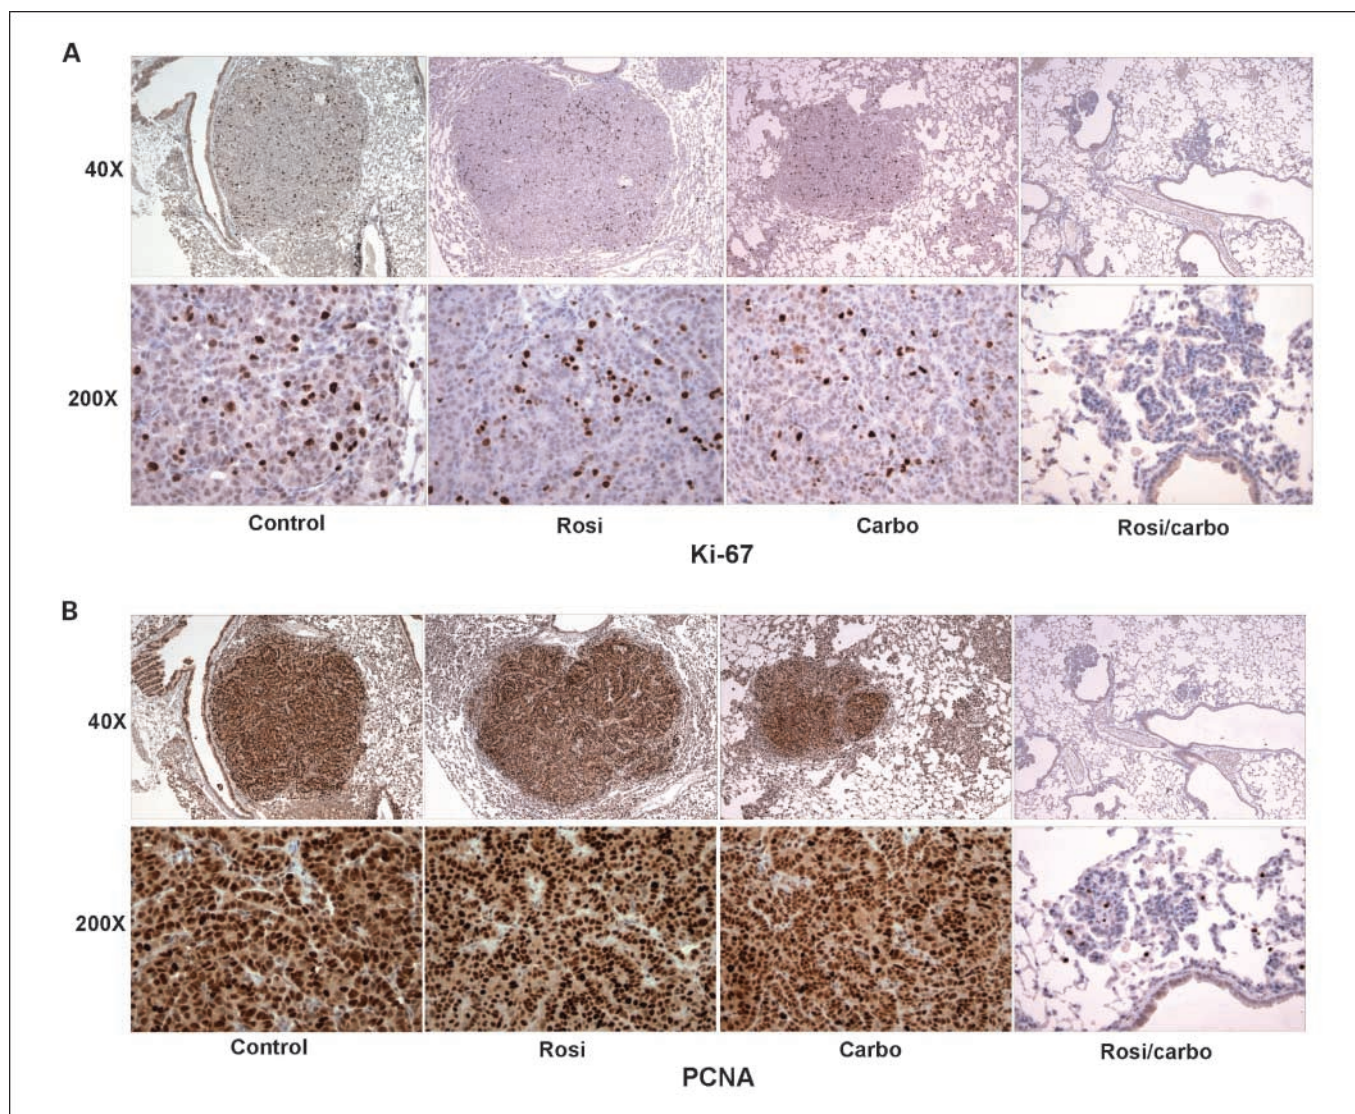 A
40X
200X
Control Rosi Carbo Rosi/carbo
Ki-67
B
40X
200X
Control Rosi Carbo Rosi/carbo
PCNA